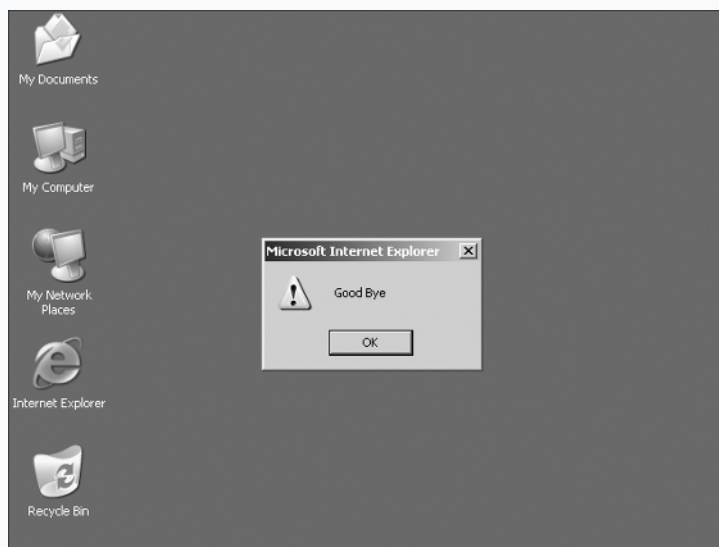 My Documents
My Computer
My Network
Places
Internet Explorer
Recycle Bin
Microsoft Internet Explorer
Good Bye
OK